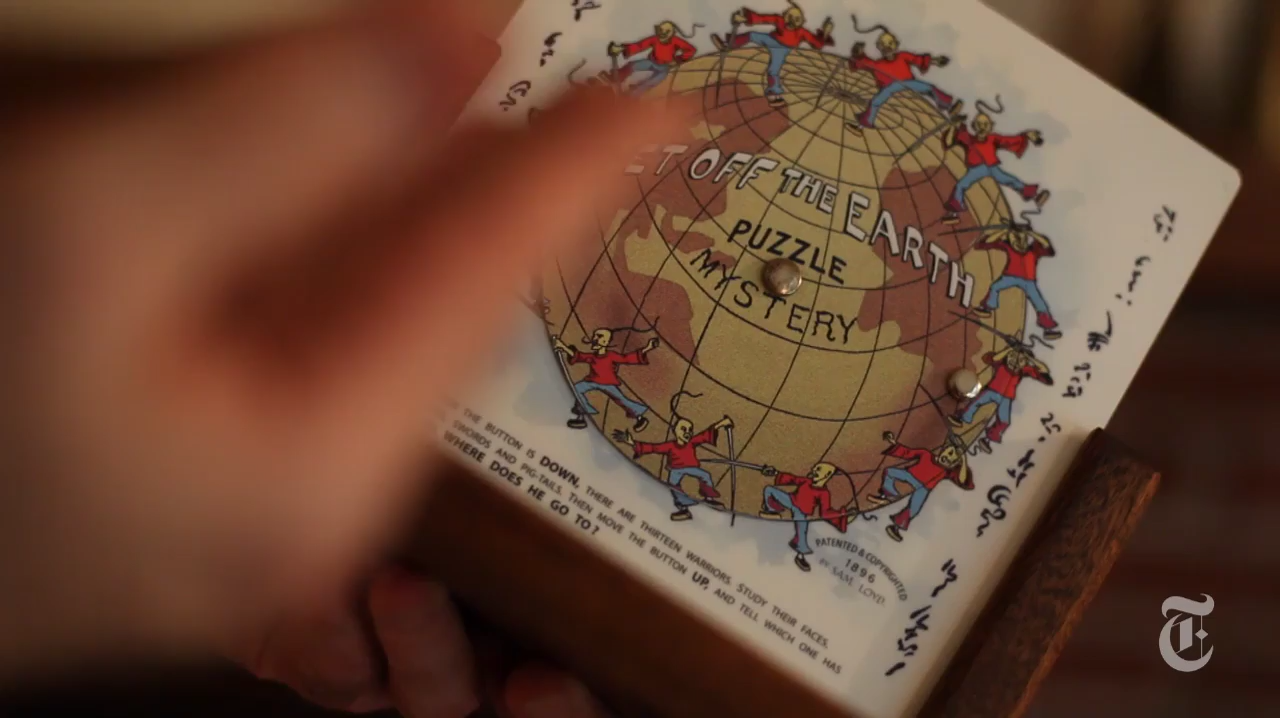 ET OFF THE EARTH
PUZZLE
MYSTERY
THE BUTTON IS DOWN, THERE ARE THIRTEEN WARRIORS. STUDY THEIR FACES,
SWORDS AND PIG-TAILS. THEN MOVE THE BUTTON UP, AND TELL WHICH ONE HAS
WHERE DOES HE GO TO?
PATENTED & COPYRIGHTED
1896
BY SAM. LOYD.
T